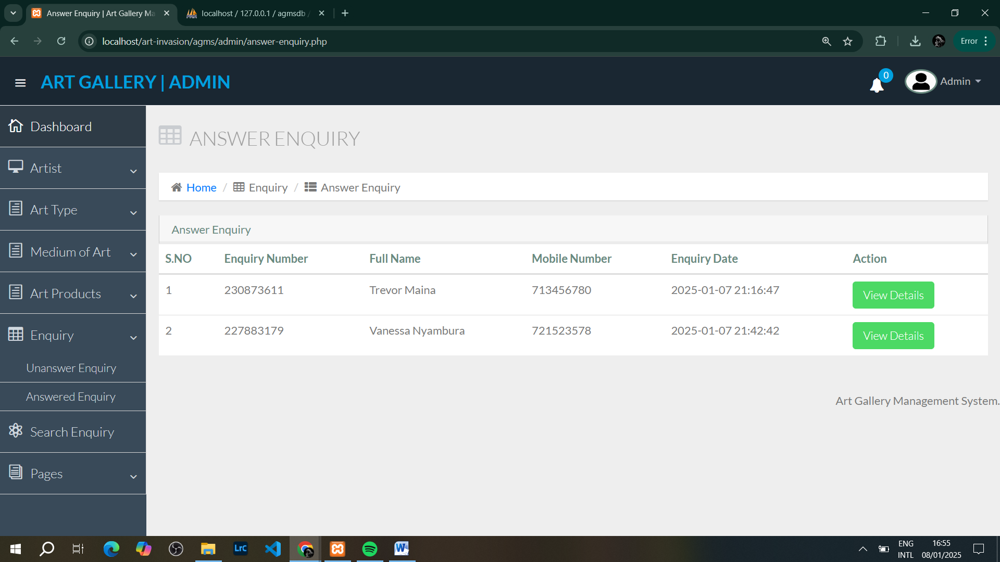 Answer Enquiry | Art Gallery Ma
localhost / 127.0.0.1 / agmsdb /
localhost/art-invasion/agms/admin/answer-enquiry.php
Error
ART GALLERY | ADMIN
0
Admin
Dashboard
Artist
Art Type
Medium of Art
Art Products
Enquiry
Unanswer Enquiry
Answered Enquiry
Search Enquiry
Pages
ANSWER ENQUIRY
Home / Enquiry / Answer Enquiry
Answer Enquiry
S.NO Enquiry Number Full Name Mobile Number Enquiry Date Action
1 230873611 Trevor Maina 713456780 2025-01-07 21:16:47 View Details
2 227883179 Vanessa Nyambura 721523578 2025-01-07 21:42:42 View Details
Art Gallery Management System.
LrC
ENG
INTL
16:55
08/01/2025